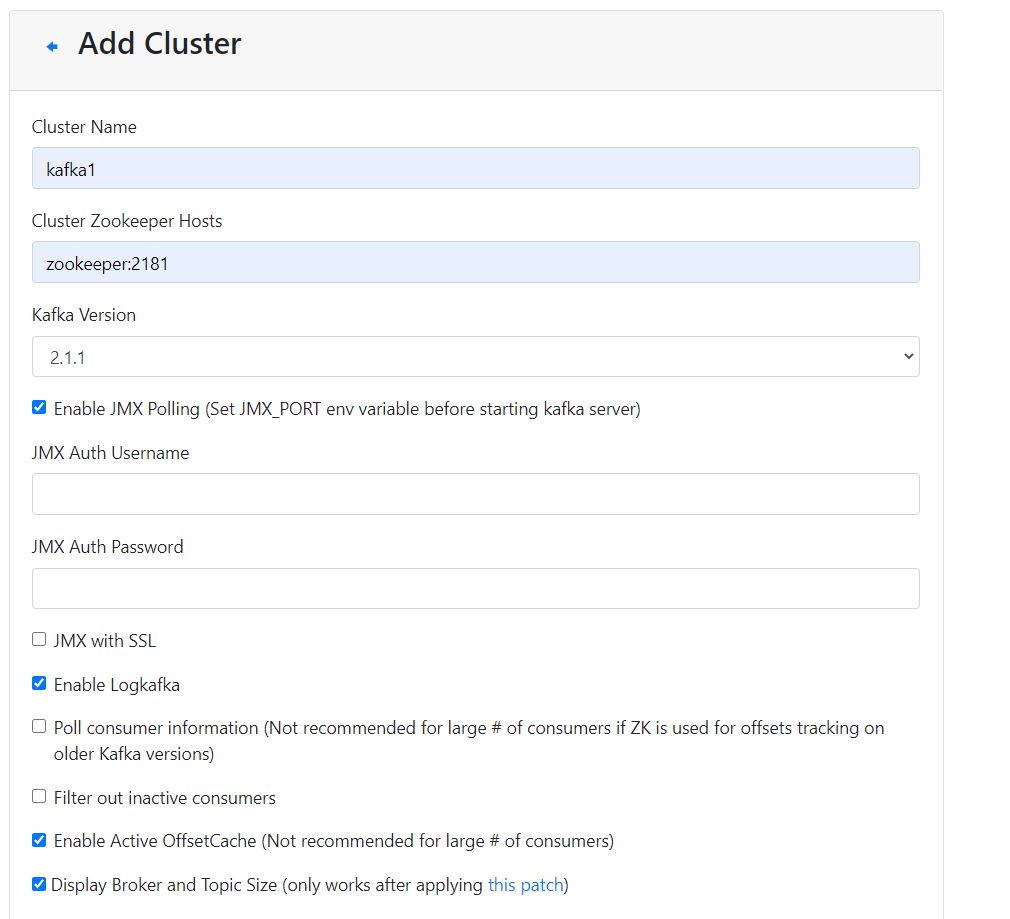 Add Cluster
Cluster Name
kafka1
Cluster Zookeeper Hosts
zookeeper:2181
Kafka Version
2.1.1
Enable JMX Polling (Set JMX_PORT env variable before starting kafka server)
JMX Auth Username
JMX Auth Password
JMX with SSL
Enable Logkafka
Poll consumer information (Not recommended for large # of consumers if ZK is used for offsets tracking on
older Kafka versions)
Filter out inactive consumers
Enable Active OffsetCache (Not recommended for large # of consumers)
Display Broker and Topic Size (only works after applying this patch)